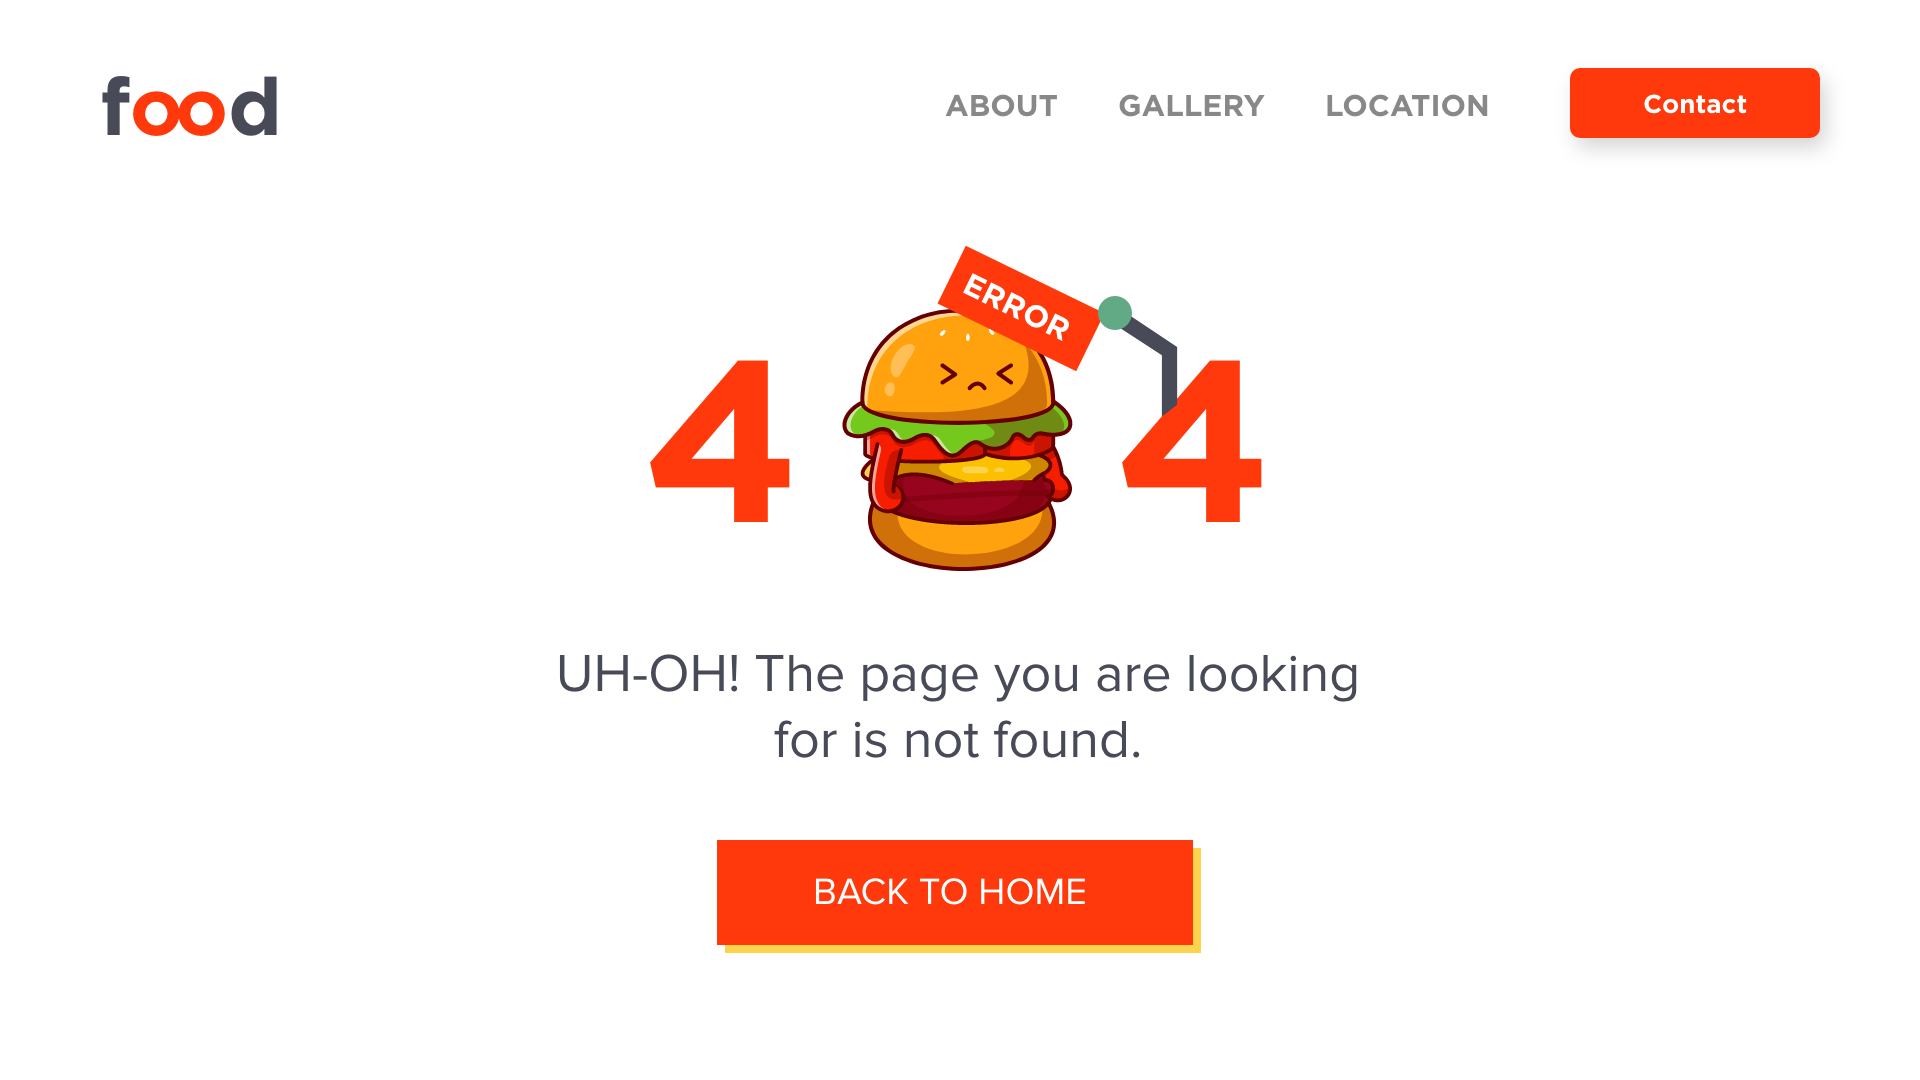 food
ABOUT
GALLERY
LOCATION
Contact
ERROR
4 4
UH-OH! The page you are looking
for is not found.
BACK TO HOME